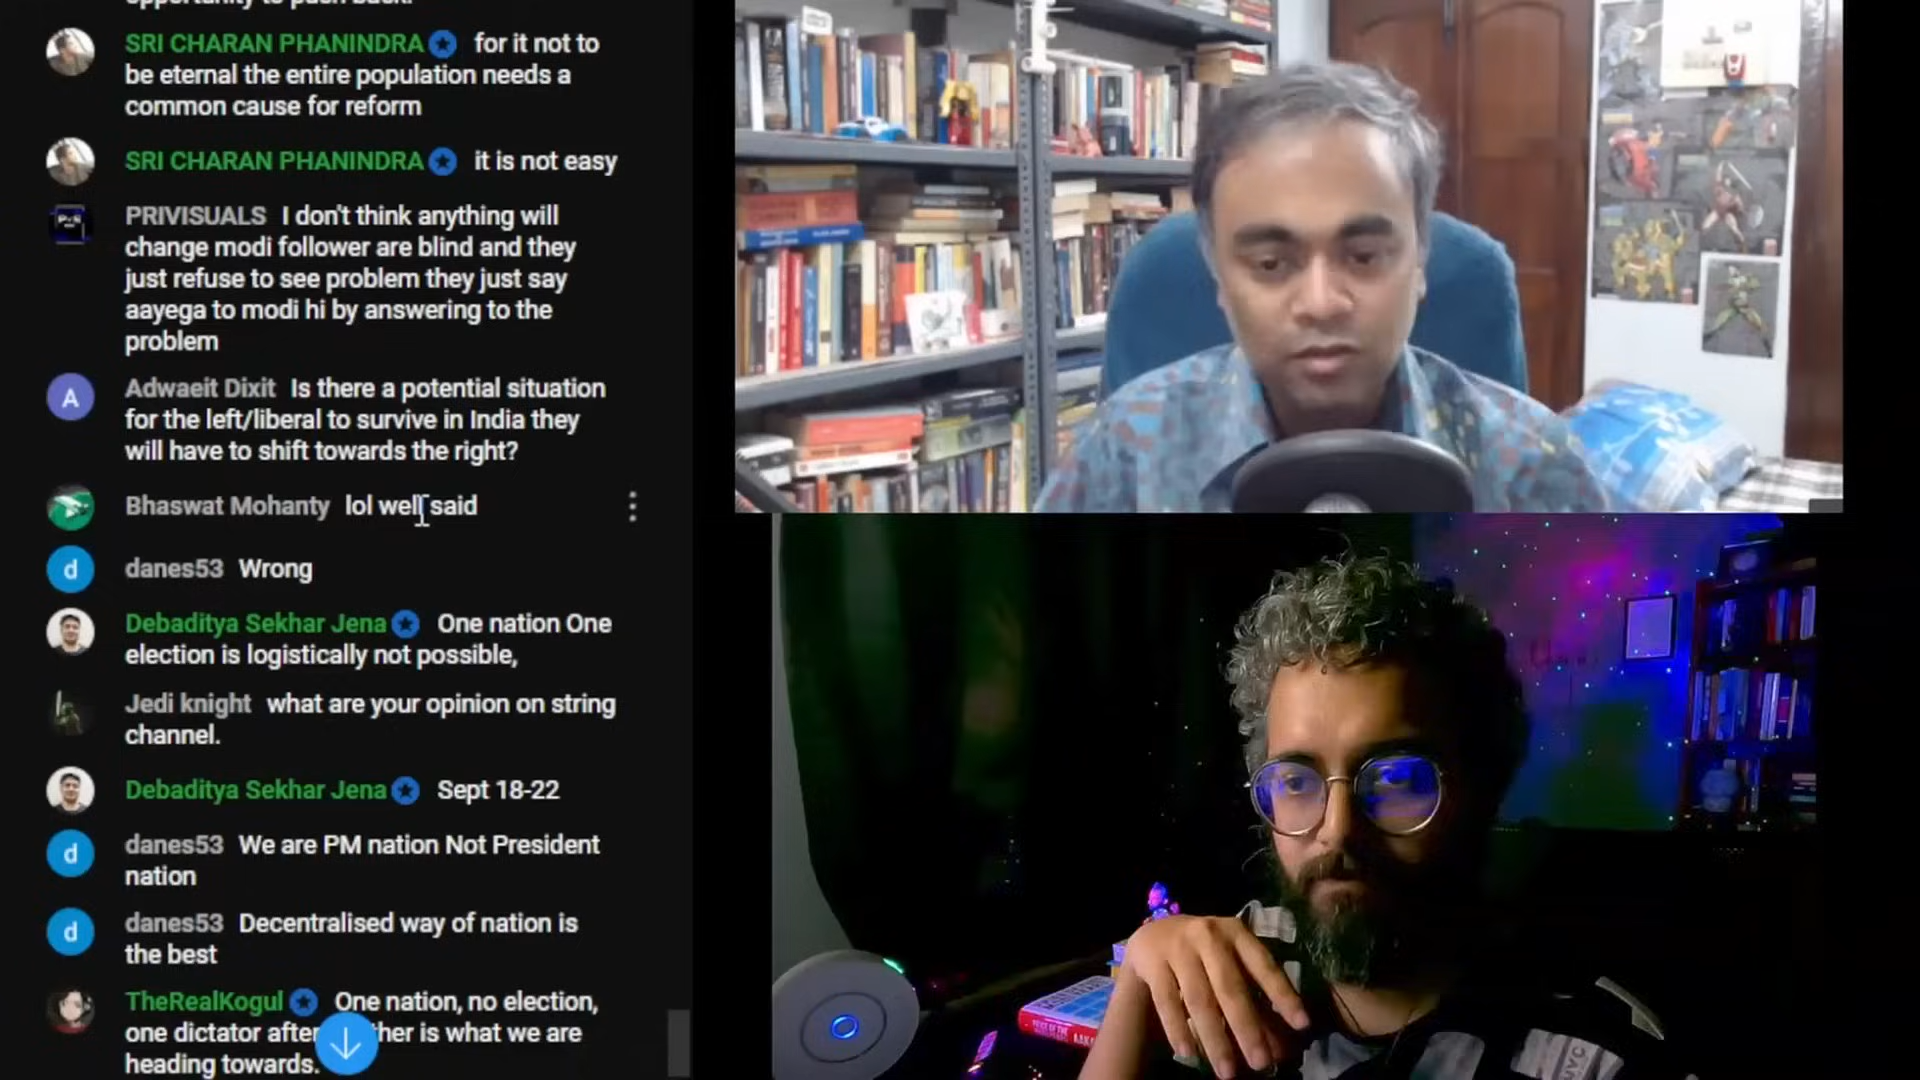 SRI CHARAN PHANINDRA for it not to
be eternal the entire population needs a
common cause for reform
SRI CHARAN PHANINDRA it is not easy
PRIVISUALS I don't think anything will
change modi follower are blind and they
just refuse to see problem they just say
aayega to modi hi by answering to the
problem
Adwaeit Dixit Is there a potential situation
for the left/liberal to survive in India they
will have to shift towards the right?
Bhaswat Mohanty lol well said
danes53 Wrong
Debaditya Sekhar Jena One nation One
election is logistically not possible,
Jedi knight what are your opinion on string
channel.
Debaditya Sekhar Jena Sept 18-22
danes53 We are PM nation Not President
nation
danes53 Decentralised way of nation is
the best
TheRealKogul One nation, no election,
one dictator after ther is what we are
heading towards.